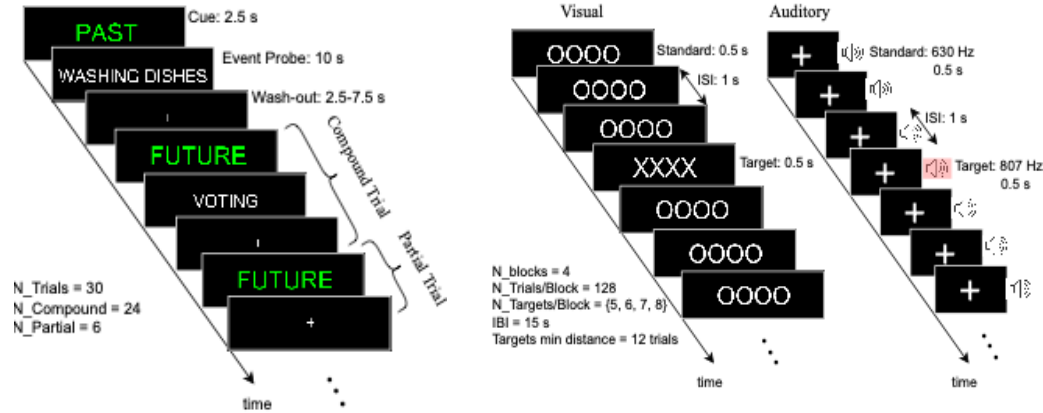 PAST
Cue: 2.5 s
WASHING DISHES
Event Probe: 10 s
Wash-out: 2.5-7.5 s
FUTURE
VOTING
Compound Trial
FUTURE
Partial Trial
+
N_Trials = 30
N_Compound = 24
N_Partial = 6
time
Visual
OOOO
Standard: 0.5 s
OOOO
ISI: 1 s
OOOO
XXXX
Target: 0.5 s
OOOO
OOOO
OOOO
N_blocks = 4
N_Trials/Block = 128
N_Targets/Block = {5, 6, 7, 8}
IBI = 15 s
Targets min distance = 12 trials
time
Auditory
Standard: 630 Hz
0.5 s
ISI: 1 s
Target: 807 Hz
0.5 s
time